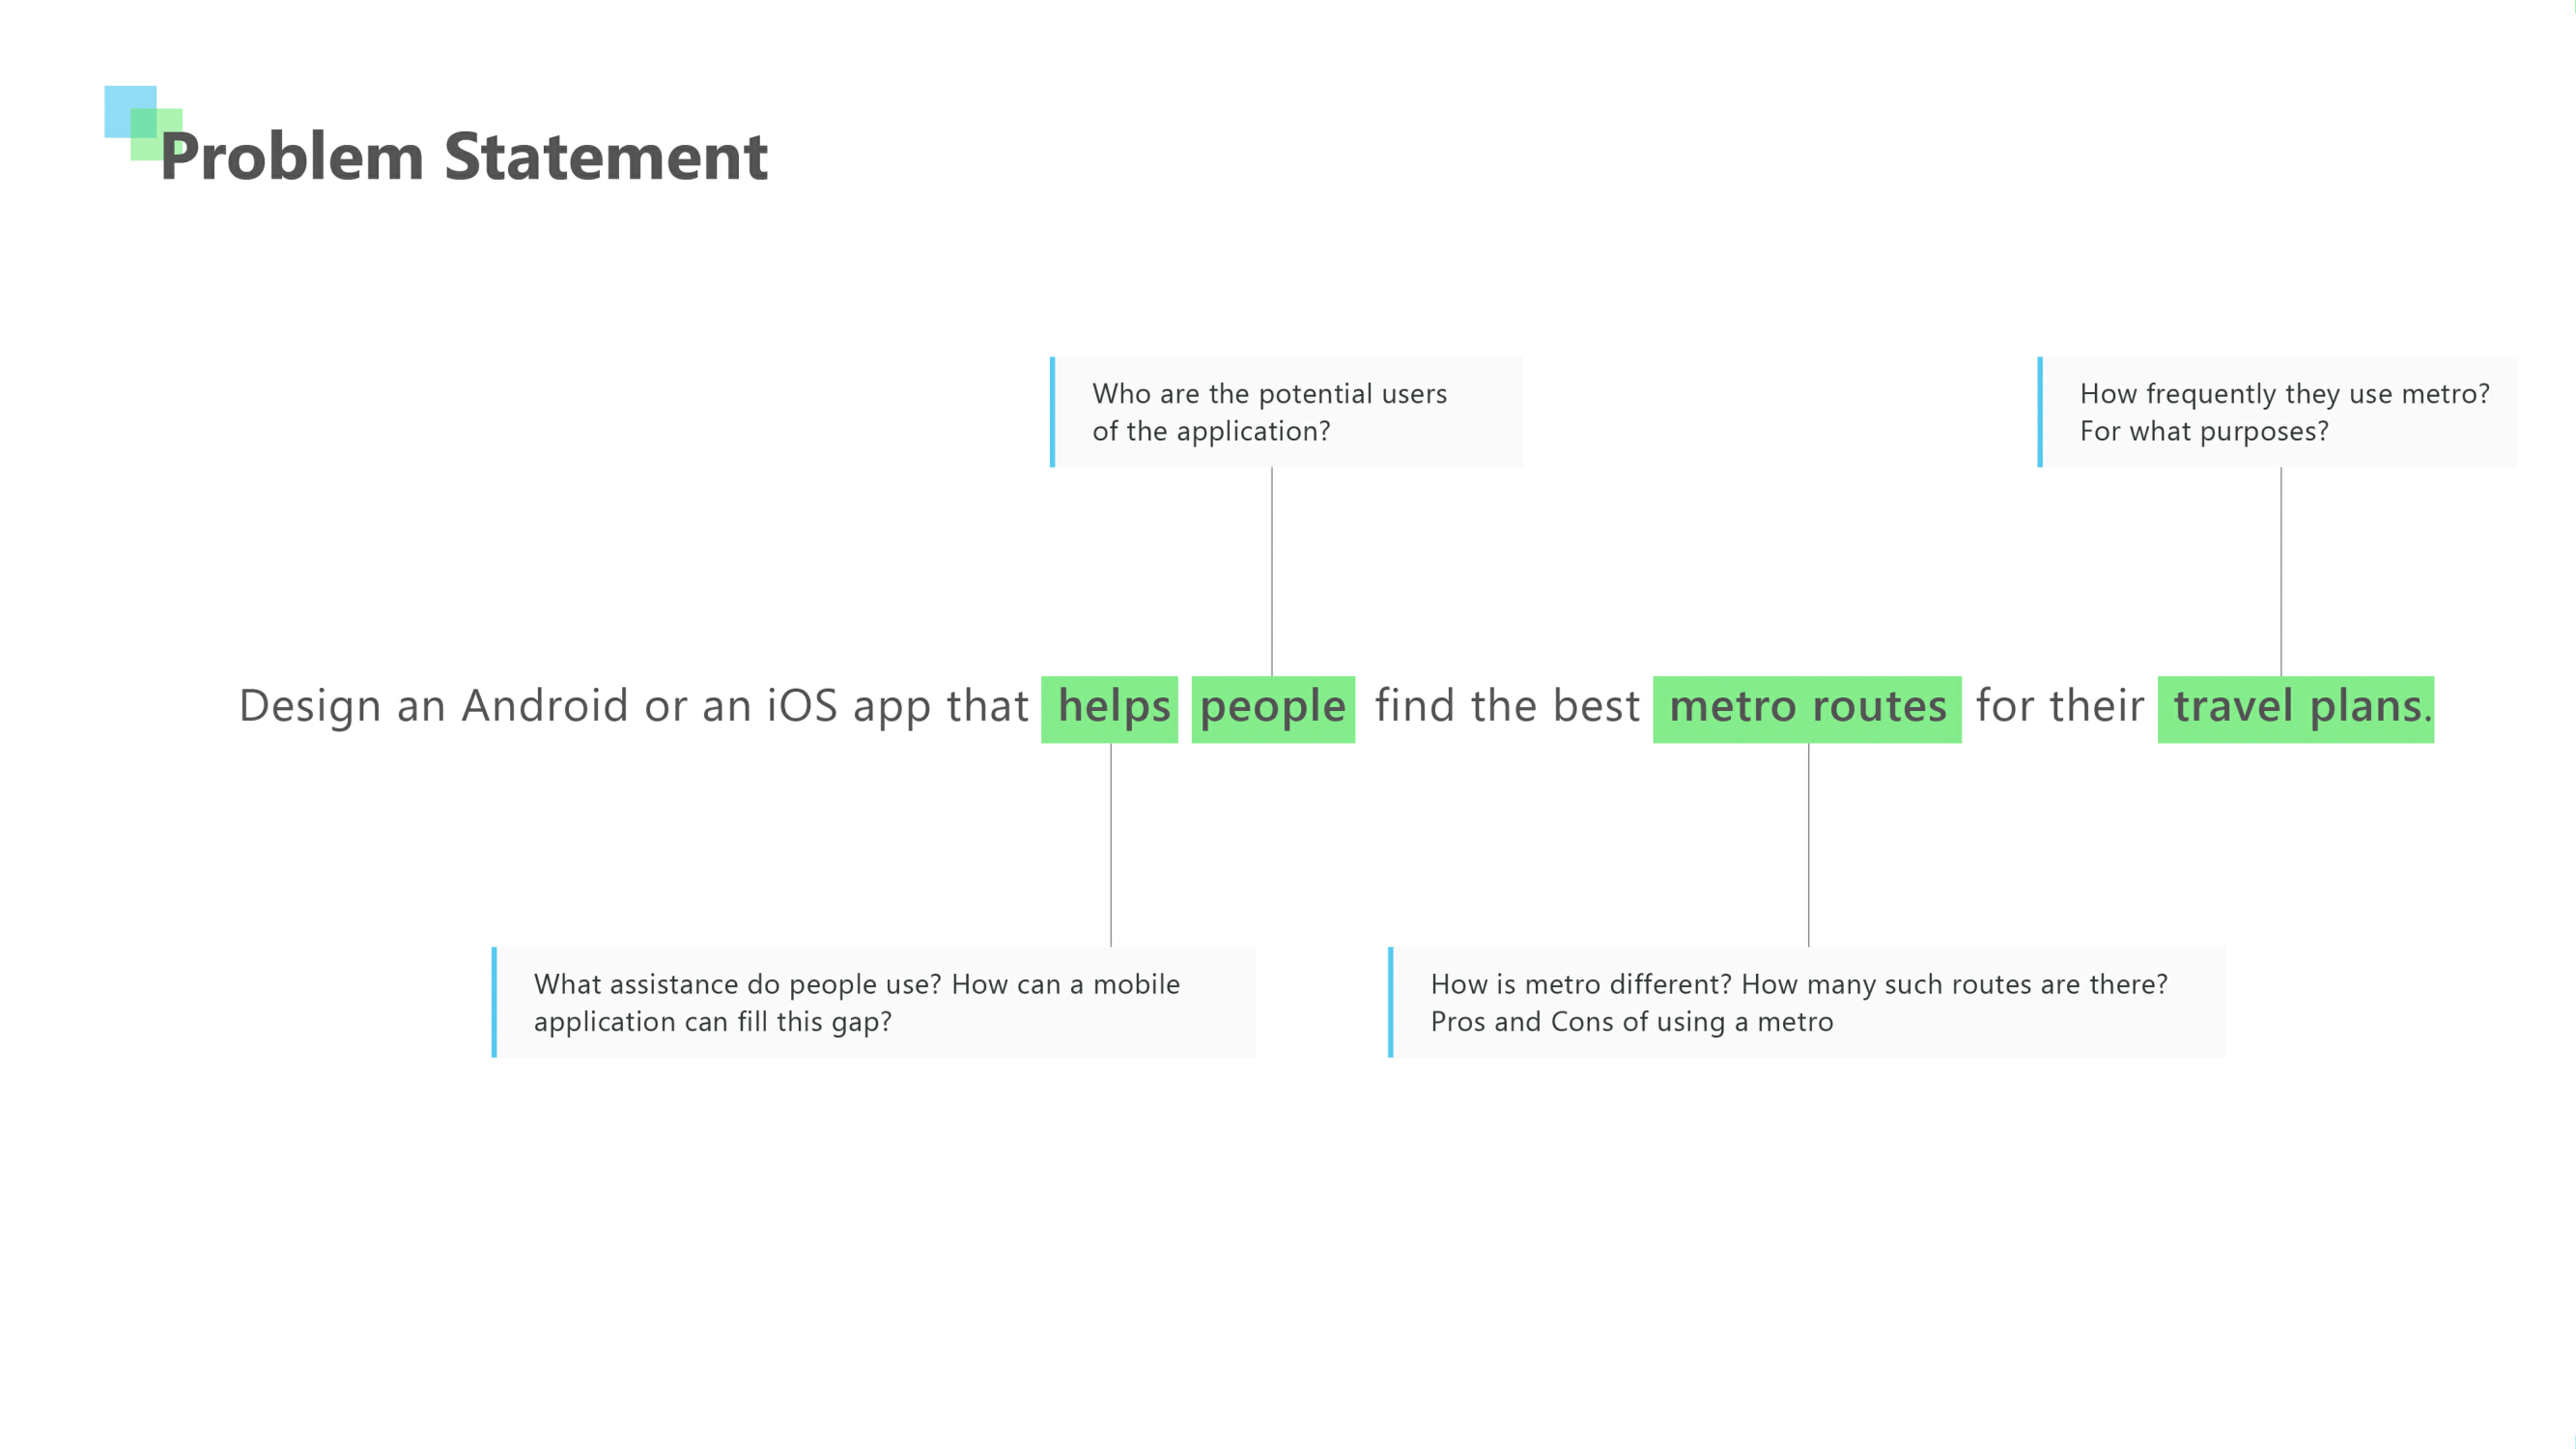 Problem Statement
Who are the potential users
of the application?
How frequently they use metro?
For what purposes?
Design an Android or an iOS app that helps people find the best metro routes for their travel plans.
What assistance do people use? How can a mobile
application can fill this gap?
How is metro different? How many such routes are there?
Pros and Cons of using a metro